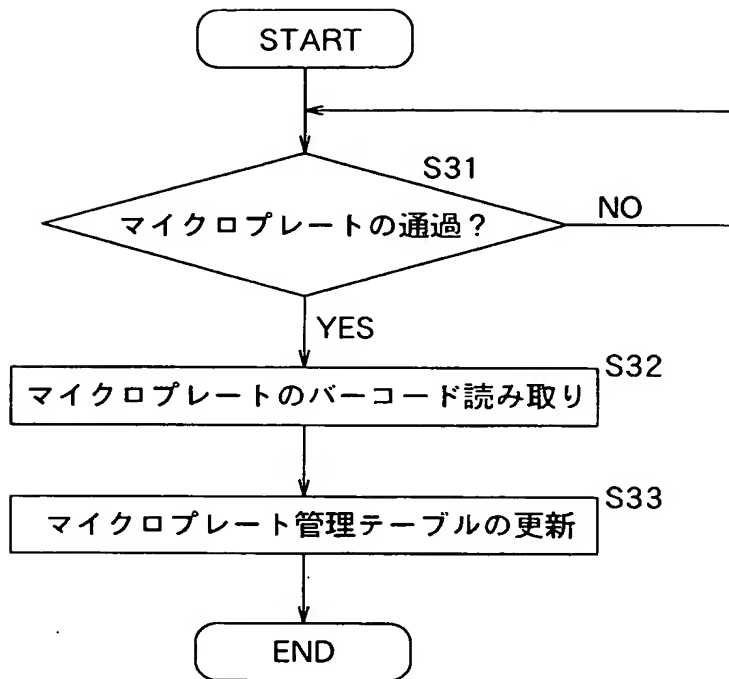 START
S31
マイクロプレートの通過?
NO
YES
S32
マイクロプレートのバーコード読み取り
S33
マイクロプレート管理テーブルの更新
END